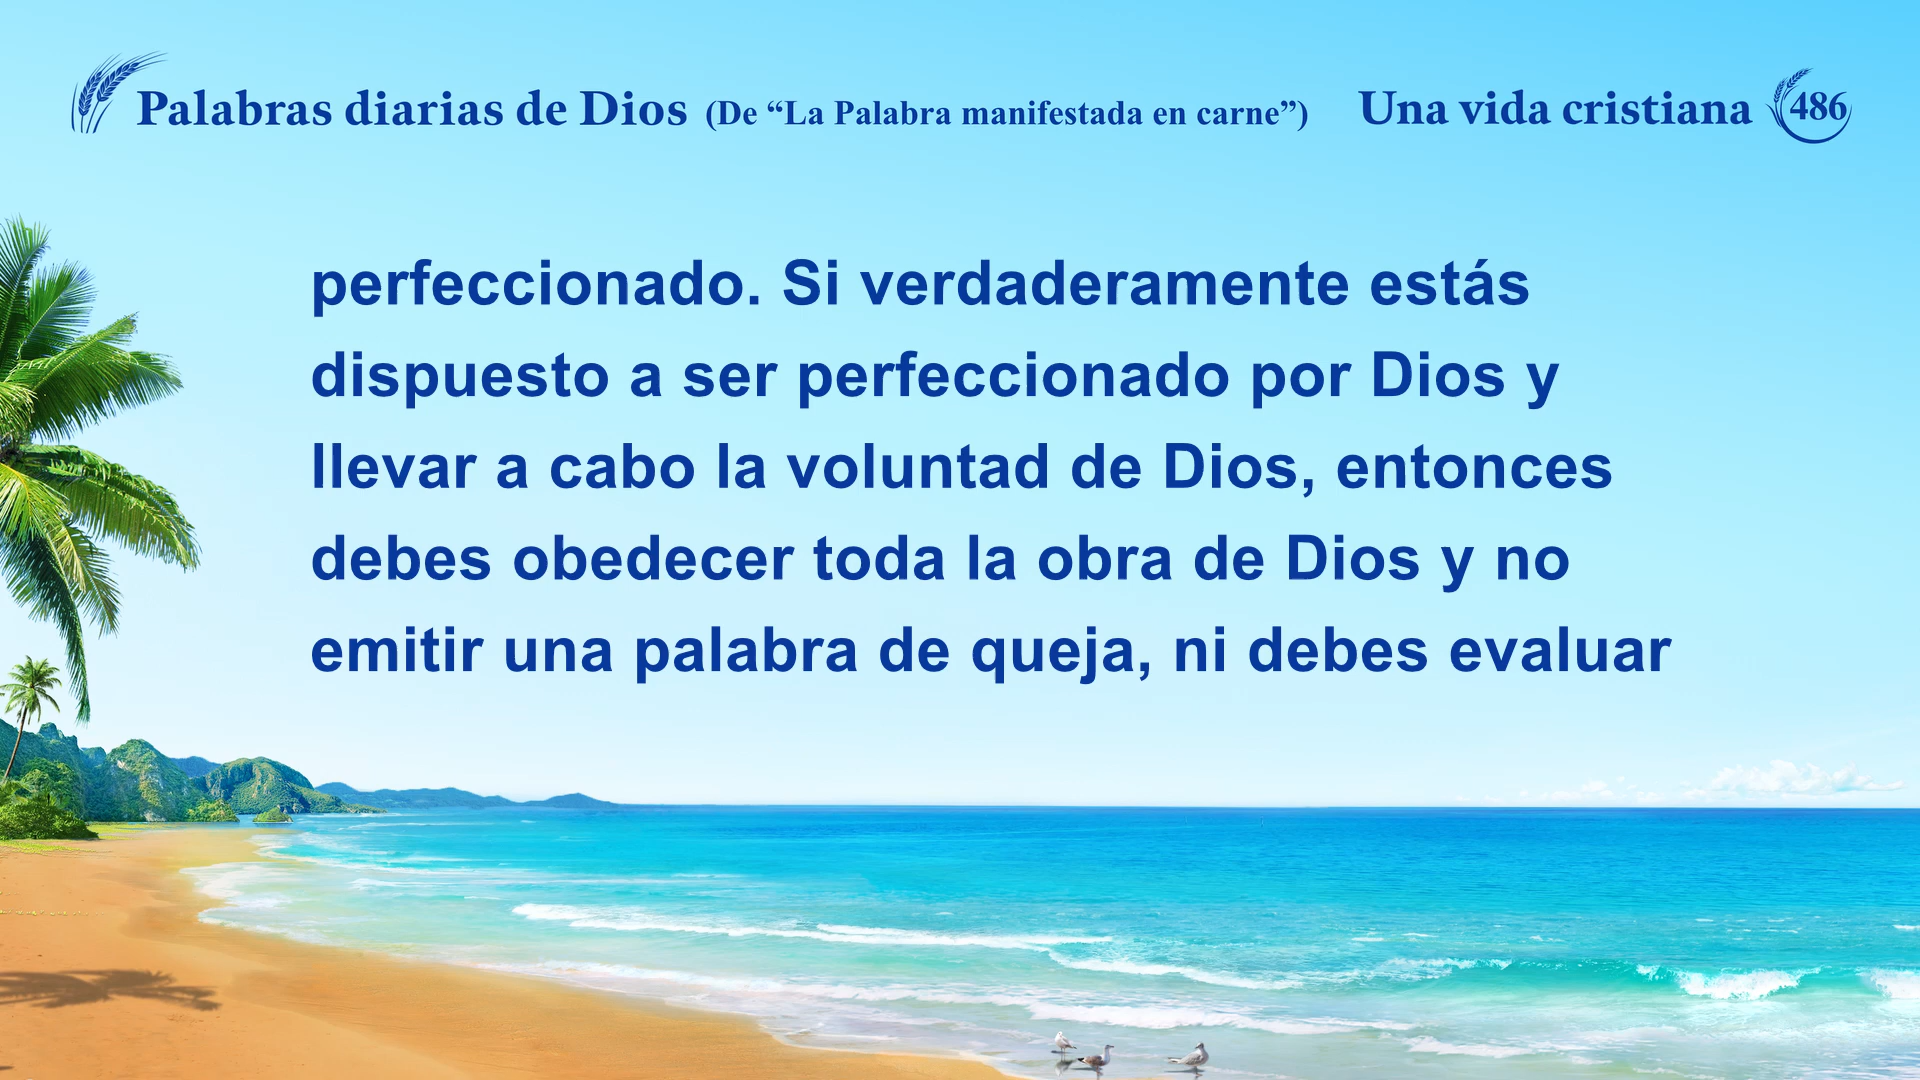 Palabras diarias de Dios (De “La Palabra manifestada en carne”) Una vida cristiana 486
perfeccionado. Si verdaderamente estás
dispuesto a ser perfeccionado por Dios y
llevar a cabo la voluntad de Dios, entonces
debes obedecer toda la obra de Dios y no
emitir una palabra de queja, ni debes evaluar